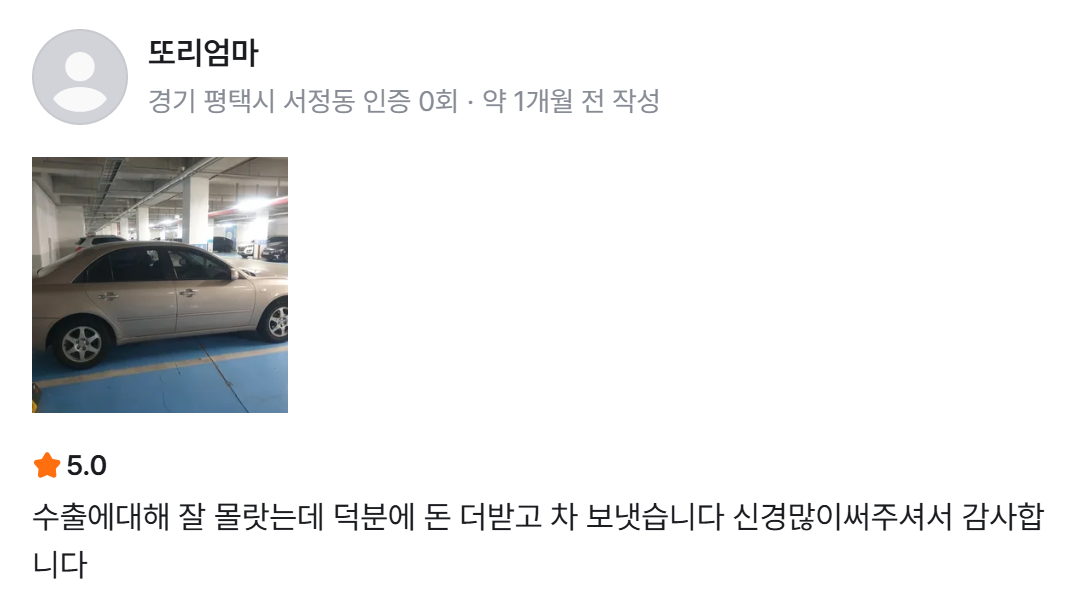 또리엄마
경기 평택시 서정동 인증 0회 · 약 1개월 전 작성
5.0
수출에대해 잘 몰랏는데 덕분에 돈 더받고 차 보냇습니다 신경많이써주셔서 감사합
니다